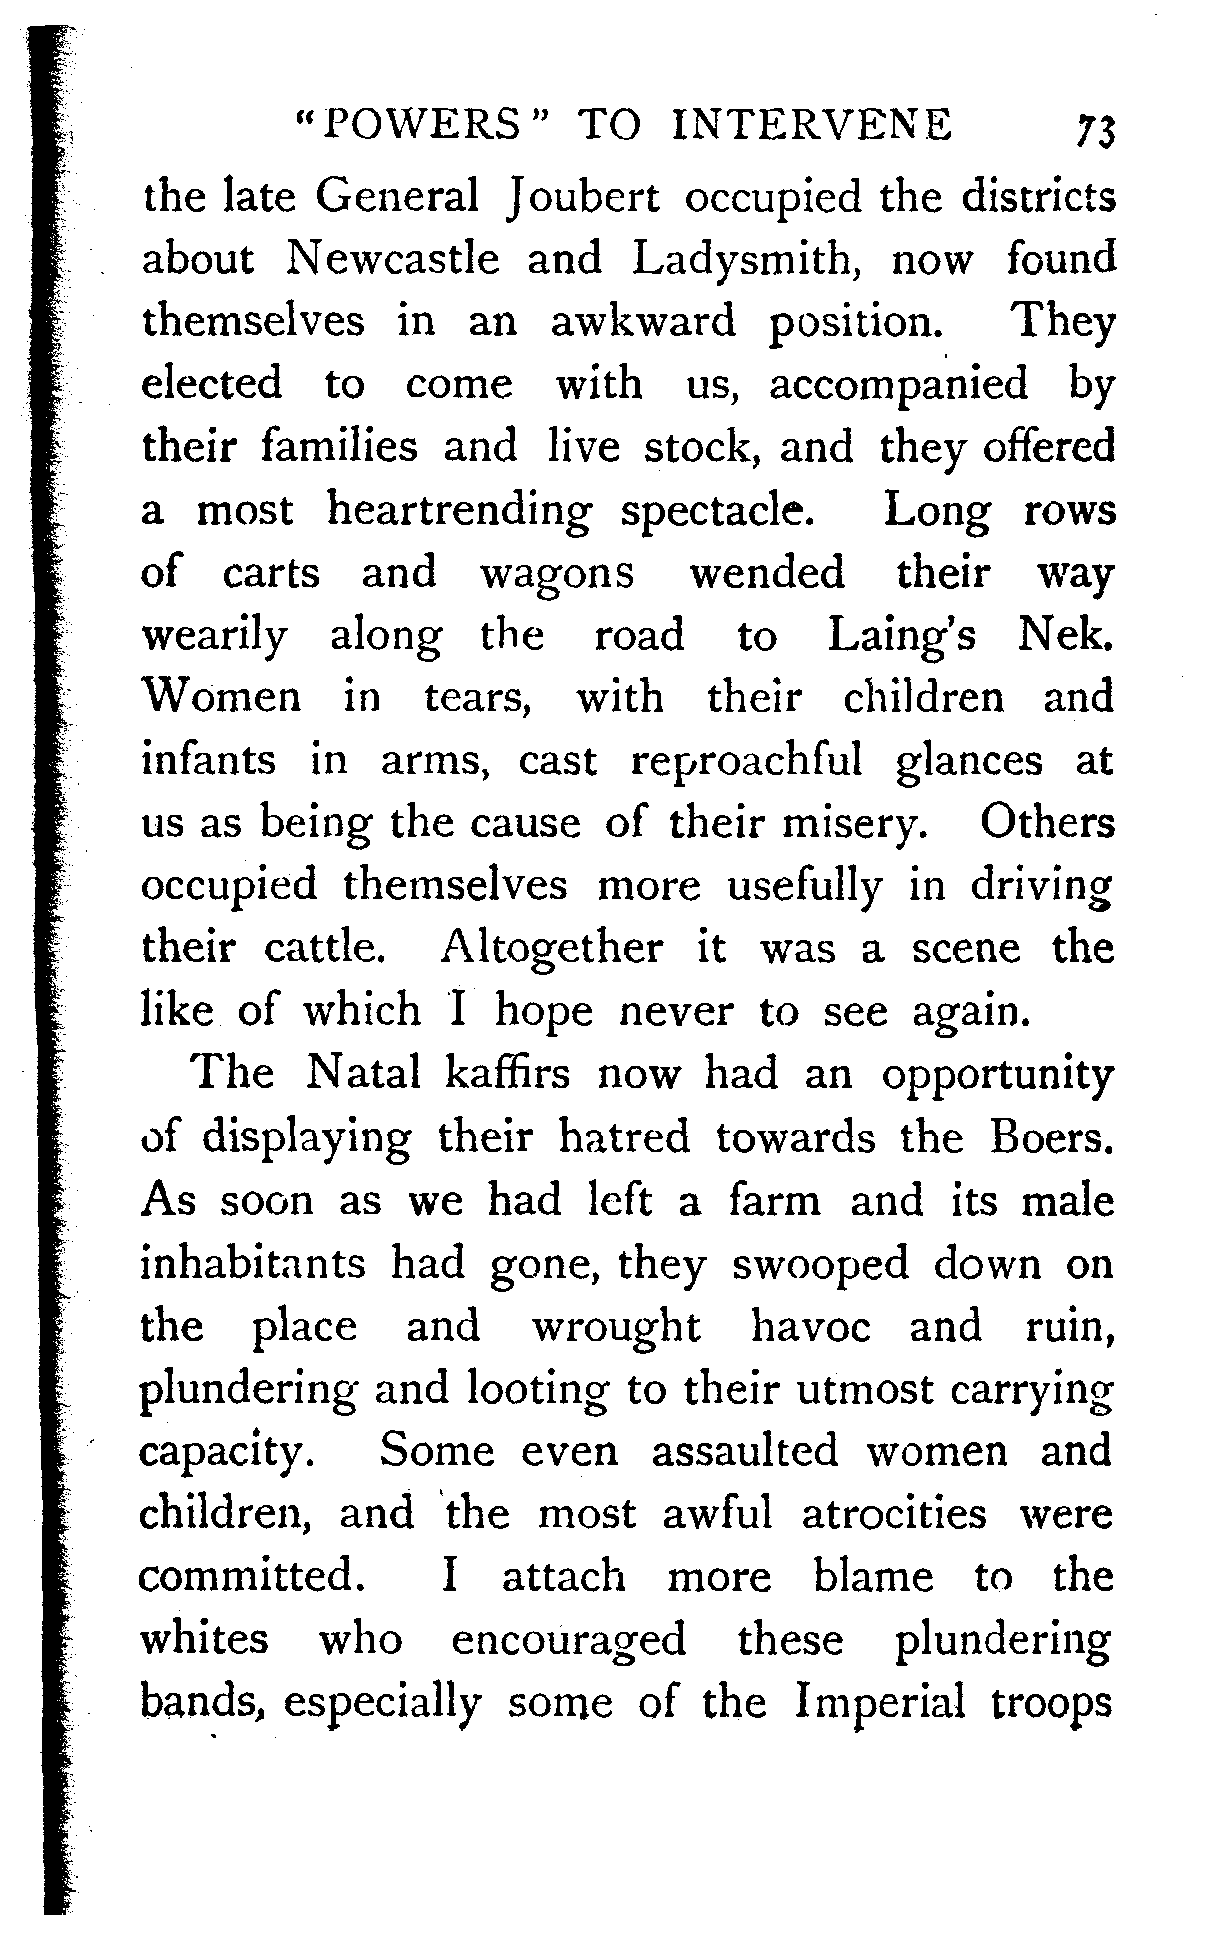 "POWERS" TO INTERVENE 73
the late General Joubert occupied the districts
about Newcastle and Ladysmith, now found
themselves in an awkward position. They
elected to come with us, accompanied by
their families and live stock, and they offered
a most heartrending spectacle. Long rows
of carts and wagons wended their way
wearily along the road to Laing's Nek.
Women in tears, with their children and
infants in arms, cast reproachful glances at
us as being the cause of their misery. Others
occupied themselves more usefully in driving
their cattle. Altogether it was a scene the
like of which I hope never to see again.
The Natal kaffirs now had an opportunity
of displaying their hatred towards the Boers.
As soon as we had left a farm and its male
inhabitants had gone, they swooped down on
the place and wrought havoc and ruin,
plundering and looting to their utmost carrying
capacity. Some even assaulted women and
children, and the most awful atrocities were
committed. I attach more blame to the
whites who encouraged these plundering
bands, especially some of the Imperial troops